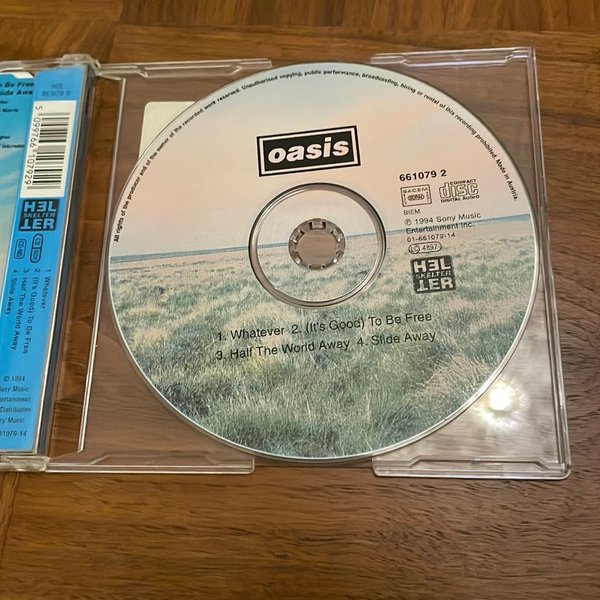 o Be Free
Slide Away
HES
661079 2
5 099766 107929
HEL
SKELTER
TER
1. Whatever
2. (It's Good) To Be Free
3. Half The World Away
4. Slide Away
© 1994
Sony Music
Entertainment
Distribution
ny Music
661079-14
All rights of the producer and of the owner of the recorded work reserved. Unauthorised copying, public performance, broadcasting, hiring or rental of this recording prohibited. Made in Austria.
oasis
661079 2
SACEM
COMPACT
disc
DIGITAL AUDIO
BIEM
℗ 1994 Sony Music
Entertainment Inc.
01-661079-14
LC 4897
HEL
SKELTER
TER
1. Whatever 2. (It's Good) To Be Free
3. Half The World Away 4. Slide Away